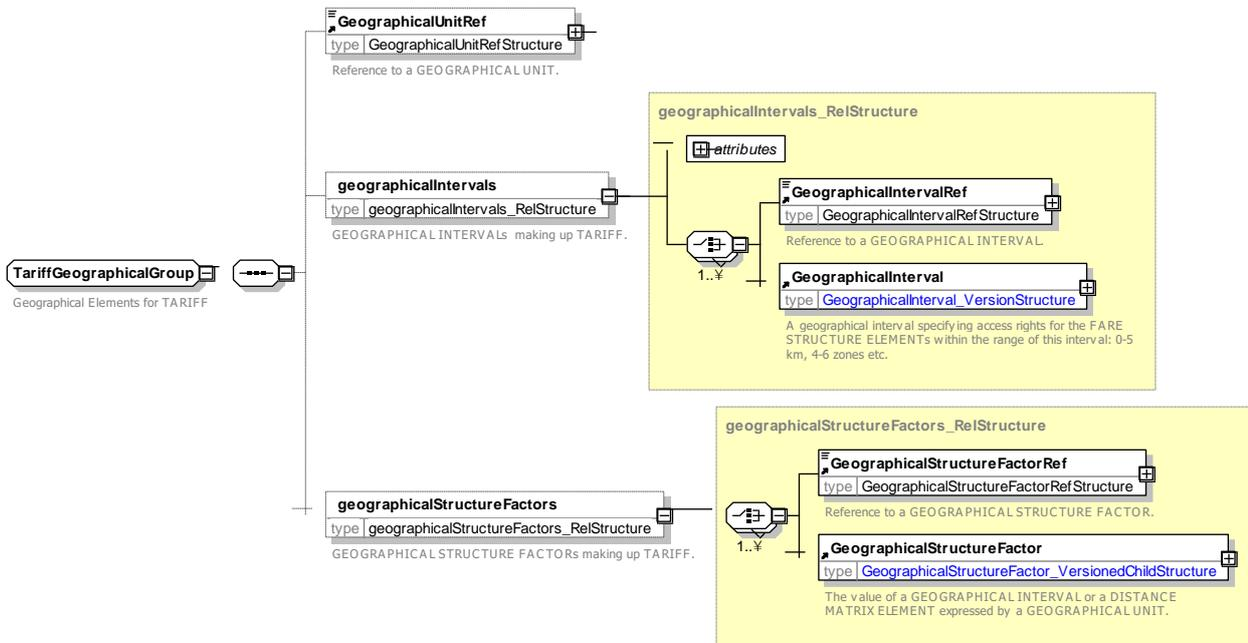 GeographicalUnitRef
type GeographicalUnitRefStructure
Reference to a GEOGRAPHICAL UNIT.
geographicalIntervals_RelStructure
attributes
geographicalIntervals
type geographicalIntervals_RelStructure
GEOGRAPHICAL INTERVALs making up TARIFF.
GeographicalIntervalRef
type GeographicalIntervalRefStructure
Reference to a GEOGRAPHICAL INTERVAL.
1..¥
GeographicalInterval
type GeographicalInterval_VersionStructure
A geographical interval specifying access rights for the FARE
STRUCTURE ELEMENTs within the range of this interval: 0-5
km, 4-6 zones etc.
TariffGeographicalGroup
Geographical Elements for TARIFF
geographicalStructureFactors_RelStructure
GeographicalStructureFactorRef
type GeographicalStructureFactorRefStructure
Reference to a GEOGRAPHICAL STRUCTURE FACTOR.
geographicalStructureFactors
type geographicalStructureFactors_RelStructure
GEOGRAPHICAL STRUCTURE FACTORs making up TARIFF.
1..¥
GeographicalStructureFactor
type GeographicalStructureFactor_VersionedChildStructure
The value of a GEOGRAPHICAL INTERVAL or a DISTANCE
MATRIX ELEMENT expressed by a GEOGRAPHICAL UNIT.